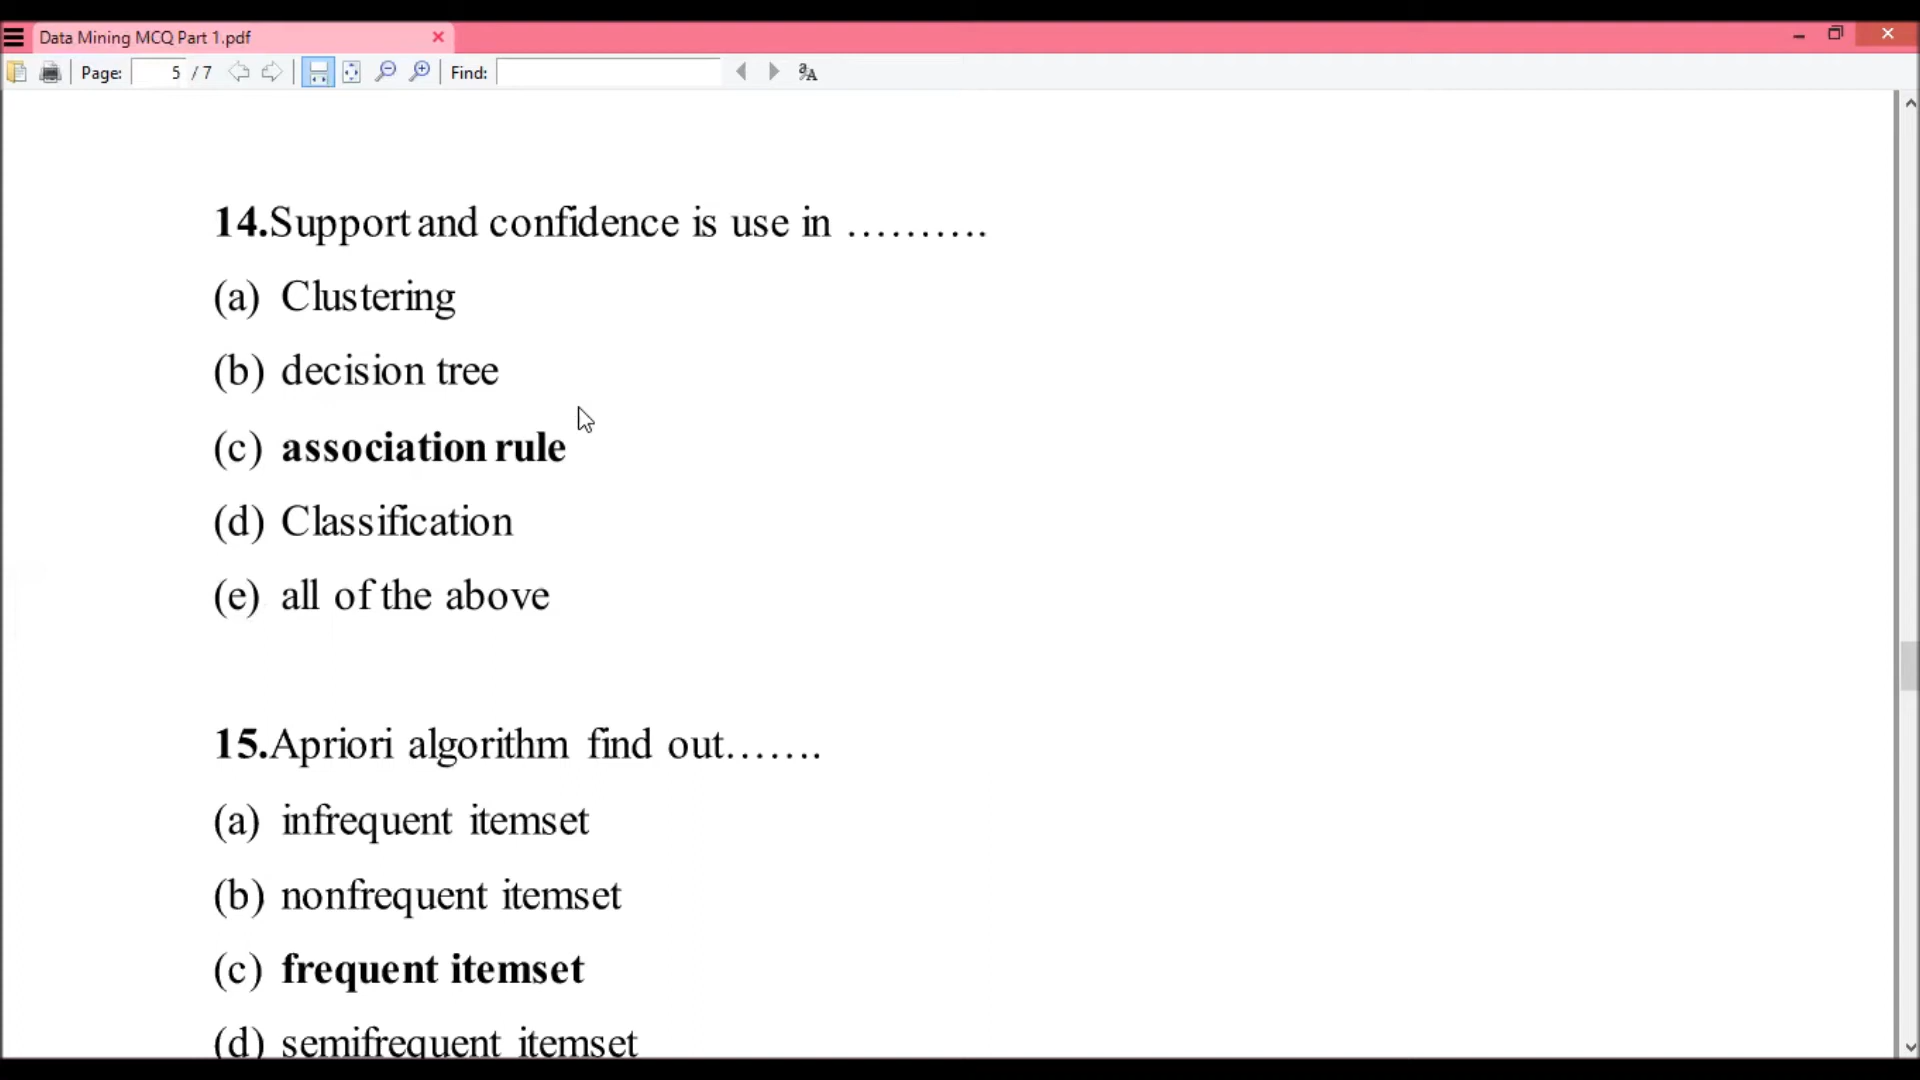 Data Mining MCQ Part 1.pdf
Page: 5 / 7 Find:
14.Support and confidence is use in ……….
(a) Clustering
(b) decision tree
(c) association rule
(d) Classification
(e) all of the above
15.Apriori algorithm find out…….
(a) infrequent itemset
(b) nonfrequent itemset
(c) frequent itemset
(d) semifrequent itemset